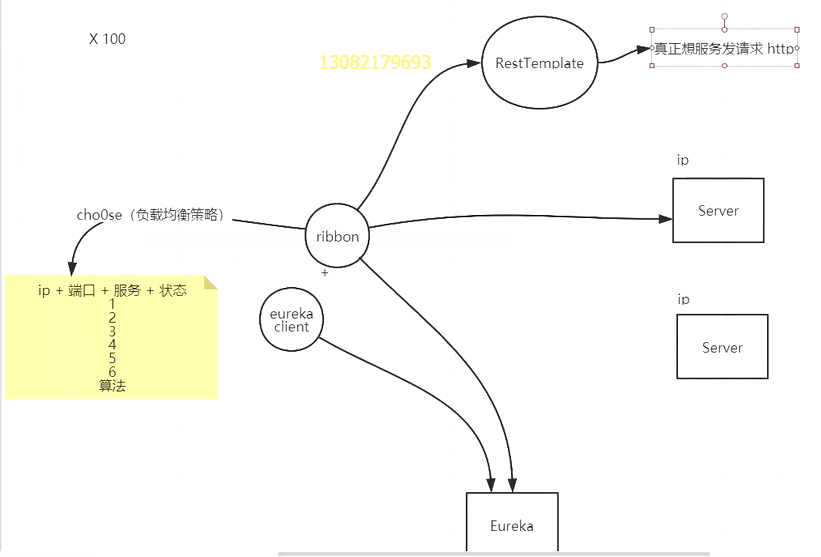 X 100
13082179693
RestTemplate
真正想服务发请求 http
ip
Server
cho0se（负载均衡策略）
ribbon
+
ip + 端口 + 服务 + 状态
1
2
3
4
5
6
算法
eureka
client
ip
Server
Eureka